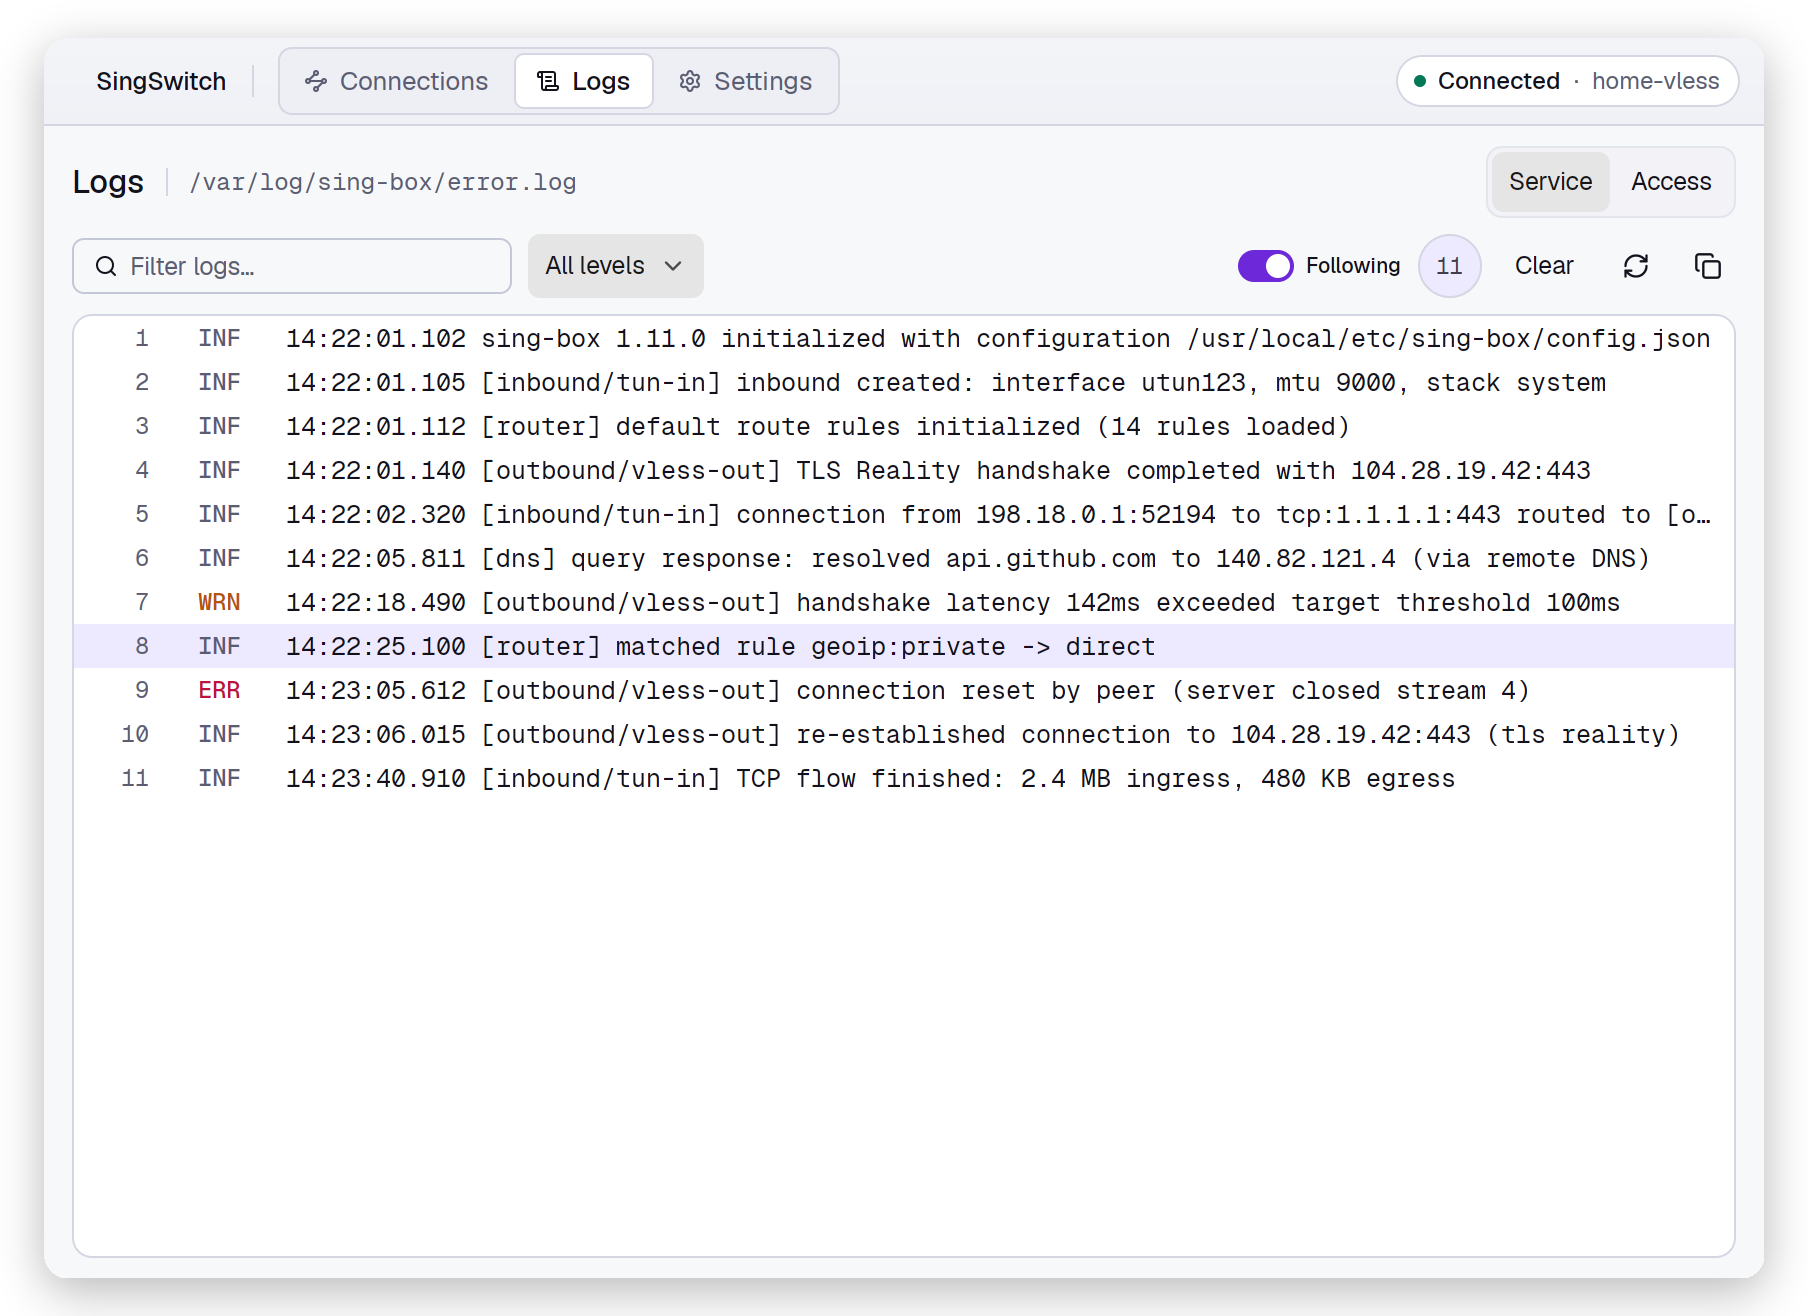 SingSwitch Connections Logs Settings Connected · home-vless
Logs /var/log/sing-box/error.log Service Access
Filter logs… All levels Following 11 Clear
1 INF 14:22:01.102 sing-box 1.11.0 initialized with configuration /usr/local/etc/sing-box/config.json
2 INF 14:22:01.105 [inbound/tun-in] inbound created: interface utun123, mtu 9000, stack system
3 INF 14:22:01.112 [router] default route rules initialized (14 rules loaded)
4 INF 14:22:01.140 [outbound/vless-out] TLS Reality handshake completed with 104.28.19.42:443
5 INF 14:22:02.320 [inbound/tun-in] connection from 198.18.0.1:52194 to tcp:1.1.1.1:443 routed to [o…
6 INF 14:22:05.811 [dns] query response: resolved api.github.com to 140.82.121.4 (via remote DNS)
7 WRN 14:22:18.490 [outbound/vless-out] handshake latency 142ms exceeded target threshold 100ms
8 INF 14:22:25.100 [router] matched rule geoip:private -> direct
9 ERR 14:23:05.612 [outbound/vless-out] connection reset by peer (server closed stream 4)
10 INF 14:23:06.015 [outbound/vless-out] re-established connection to 104.28.19.42:443 (tls reality)
11 INF 14:23:40.910 [inbound/tun-in] TCP flow finished: 2.4 MB ingress, 480 KB egress